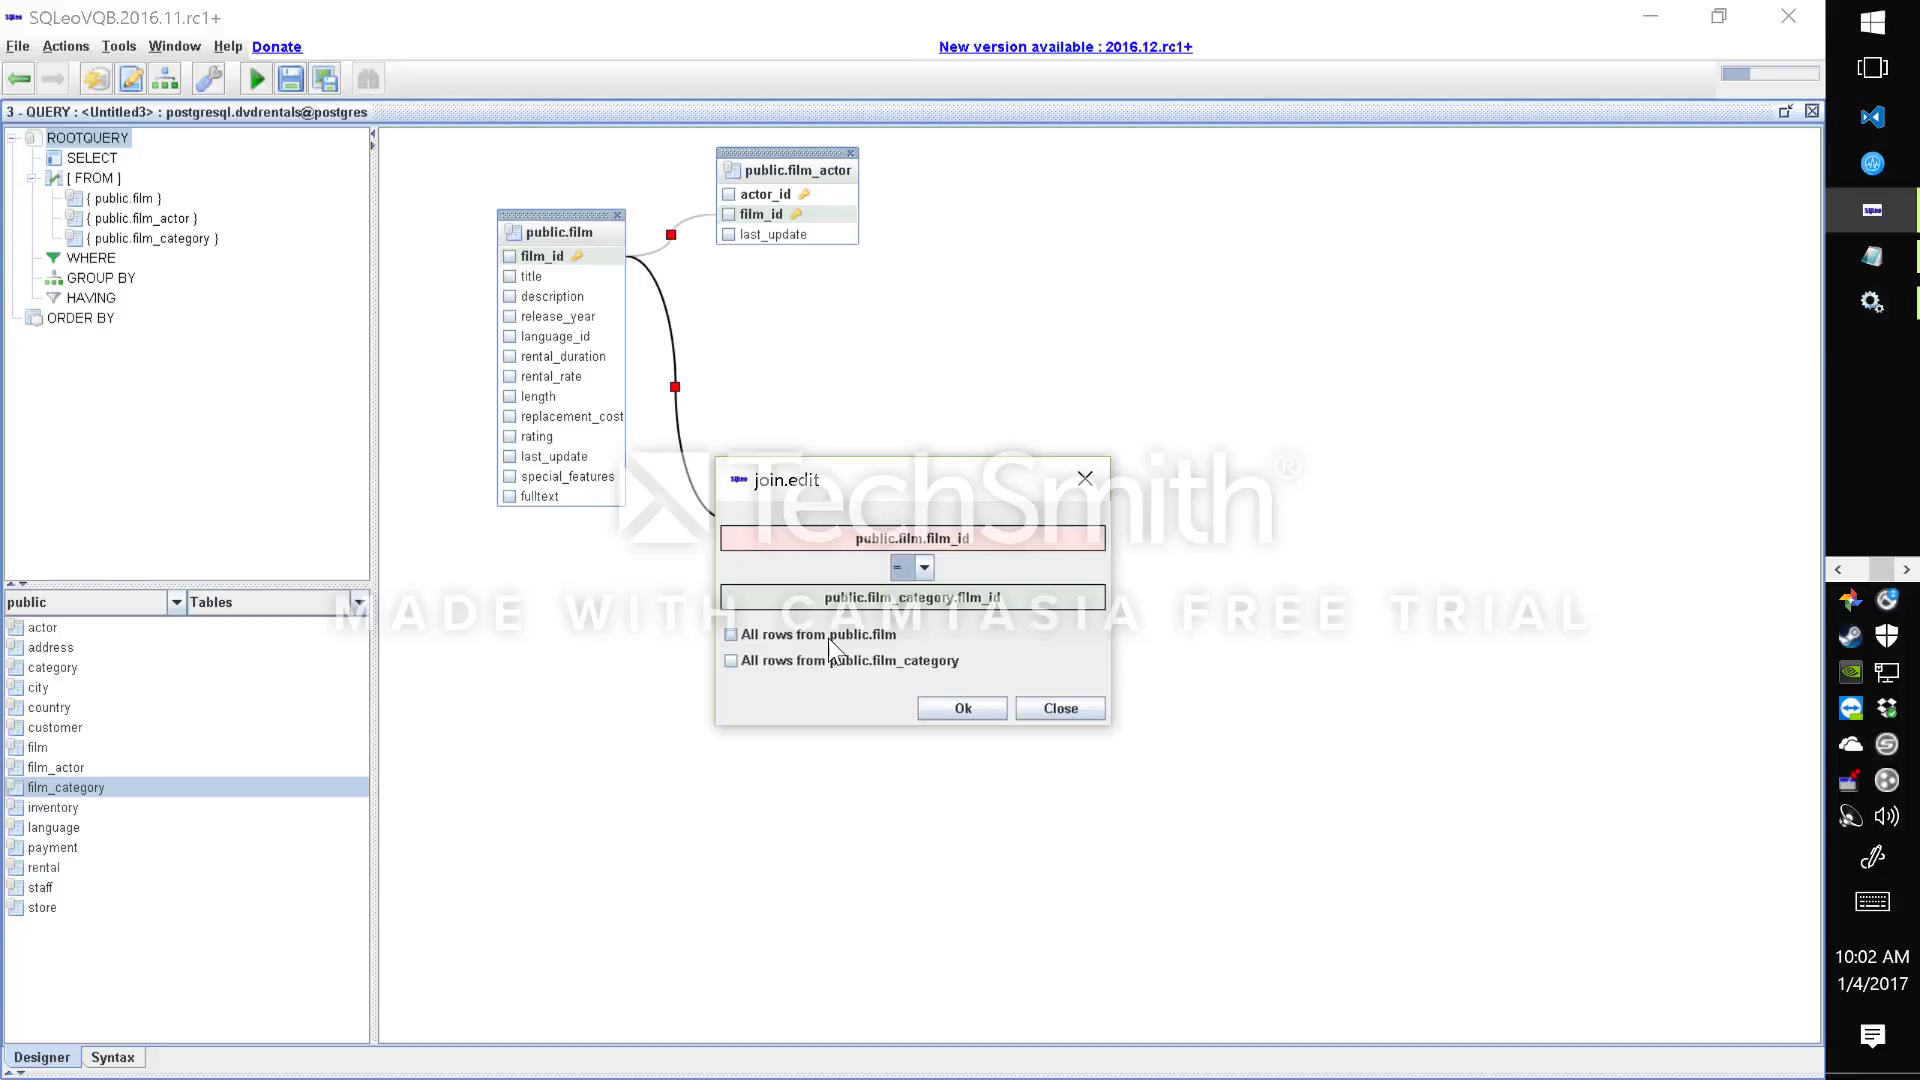 SQLeoVQB.2016.11.rc1+
File Actions Tools Window Help Donate
New version available : 2016.12.rc1+
3 - QUERY : <Untitled3> : postgresql.dvdrentals@postgres
ROOTQUERY
SELECT
[ FROM ]
{ public.film }
{ public.film_actor }
{ public.film_category }
WHERE
GROUP BY
HAVING
ORDER BY
public Tables
actor
address
category
city
country
customer
film
film_actor
film_category
inventory
language
payment
rental
staff
store
Designer Syntax
public.film
film_id
title
description
release_year
language_id
rental_duration
rental_rate
length
replacement_cost
rating
last_update
special_features
fulltext
public.film_actor
actor_id
film_id
last_update
SQLeo join.edit
public.film.film_id
=
public.film_category.film_id
All rows from public.film
All rows from public.film_category
Ok Close
TechSmith®
MADE WITH CAMTASIA FREE TRIAL
SQLeo
10:02 AM
1/4/2017